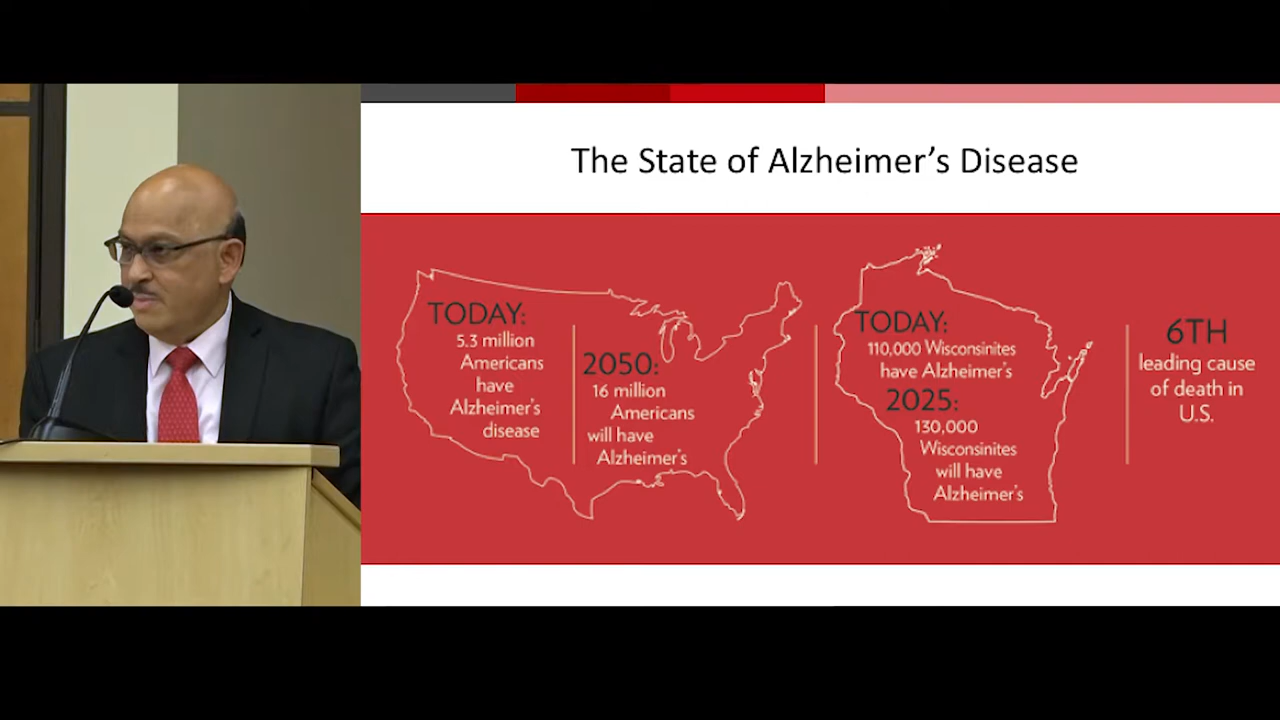 The State of Alzheimer’s Disease
TODAY:
5.3 million
Americans
have
Alzheimer's
disease
2050:
16 million
Americans
will have
Alzheimer's
TODAY:
110,000 Wisconsinites
have Alzheimer's
2025:
130,000
Wisconsinites
will have
Alzheimer's
6TH
leading cause
of death in
U.S.